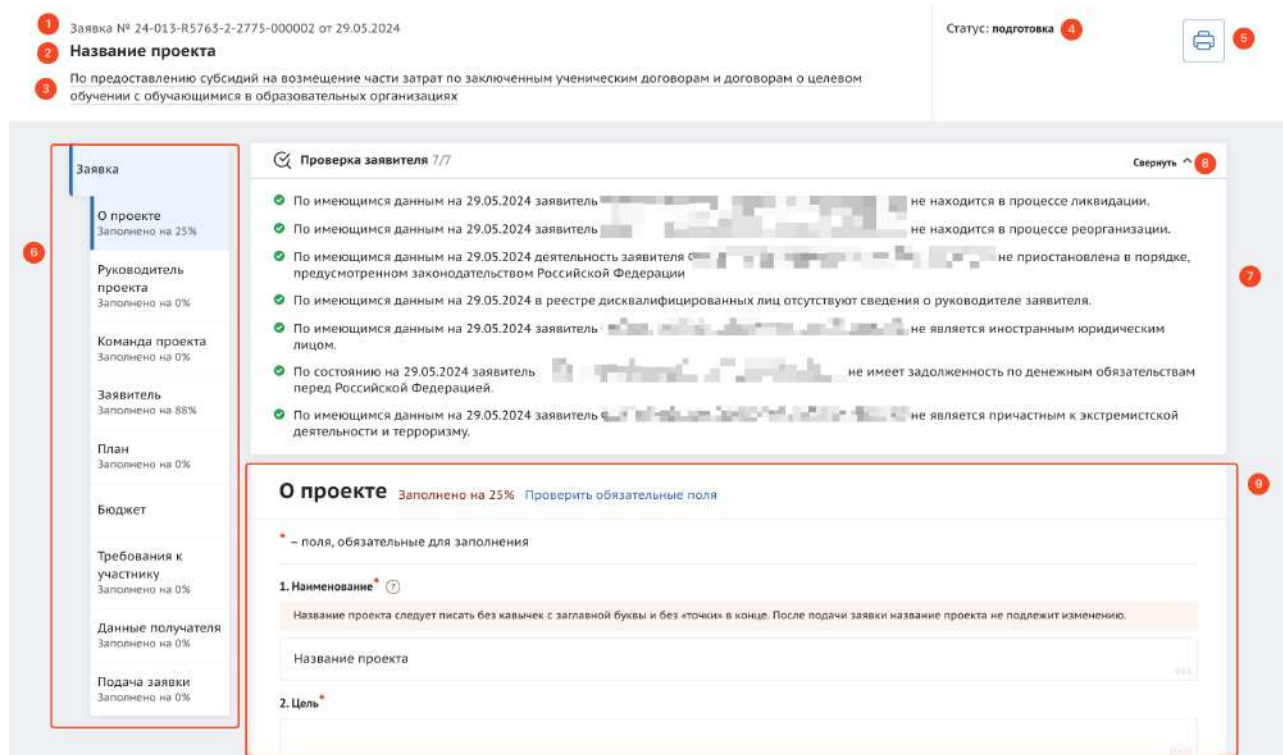 1 Заявка № 24-013-R5763-2-2775-000002 от 29.05.2024
2 Название проекта
3 По предоставлению субсидий на возмещение части затрат по заключенным ученическим договорам и договорам о целевом
обучении с обучающимися в образовательных организациях
Статус: подготовка 4
5
6
Заявка
О проекте
Заполнено на 25%
Руководитель
проекта
Заполнено на 0%
Команда проекта
Заполнено на 0%
Заявитель
Заполнено на 88%
План
Заполнено на 0%
Бюджет
Требования к
участнику
Заполнено на 0%
Данные получателя
Заполнено на 0%
Подача заявки
Заполнено на 0%
Проверка заявителя 7/7
Свернуть 8
По имеющимся данным на 29.05.2024 заявитель не находится в процессе ликвидации.
По имеющимся данным на 29.05.2024 заявитель не находится в процессе реорганизации.
По имеющимся данным на 29.05.2024 деятельность заявителя не приостановлена в порядке,
предусмотренном законодательством Российской Федерации
7
По имеющимся данным на 29.05.2024 в реестре дисквалифицированных лиц отсутствуют сведения о руководителе заявителя.
По имеющимся данным на 29.05.2024 заявитель не является иностранным юридическим
лицом.
По состоянию на 29.05.2024 заявитель не имеет задолженность по денежным обязательствам
перед Российской Федерацией.
По имеющимся данным на 29.05.2024 заявитель не является причастным к экстремистской
деятельности и терроризму.
9
О проекте Заполнено на 25% Проверить обязательные поля
* – поля, обязательные для заполнения
1. Наименование* ?
Название проекта следует писать без кавычек с заглавной буквы и без «точки» в конце. После подачи заявки название проекта не подлежит изменению.
Название проекта
2. Цель*